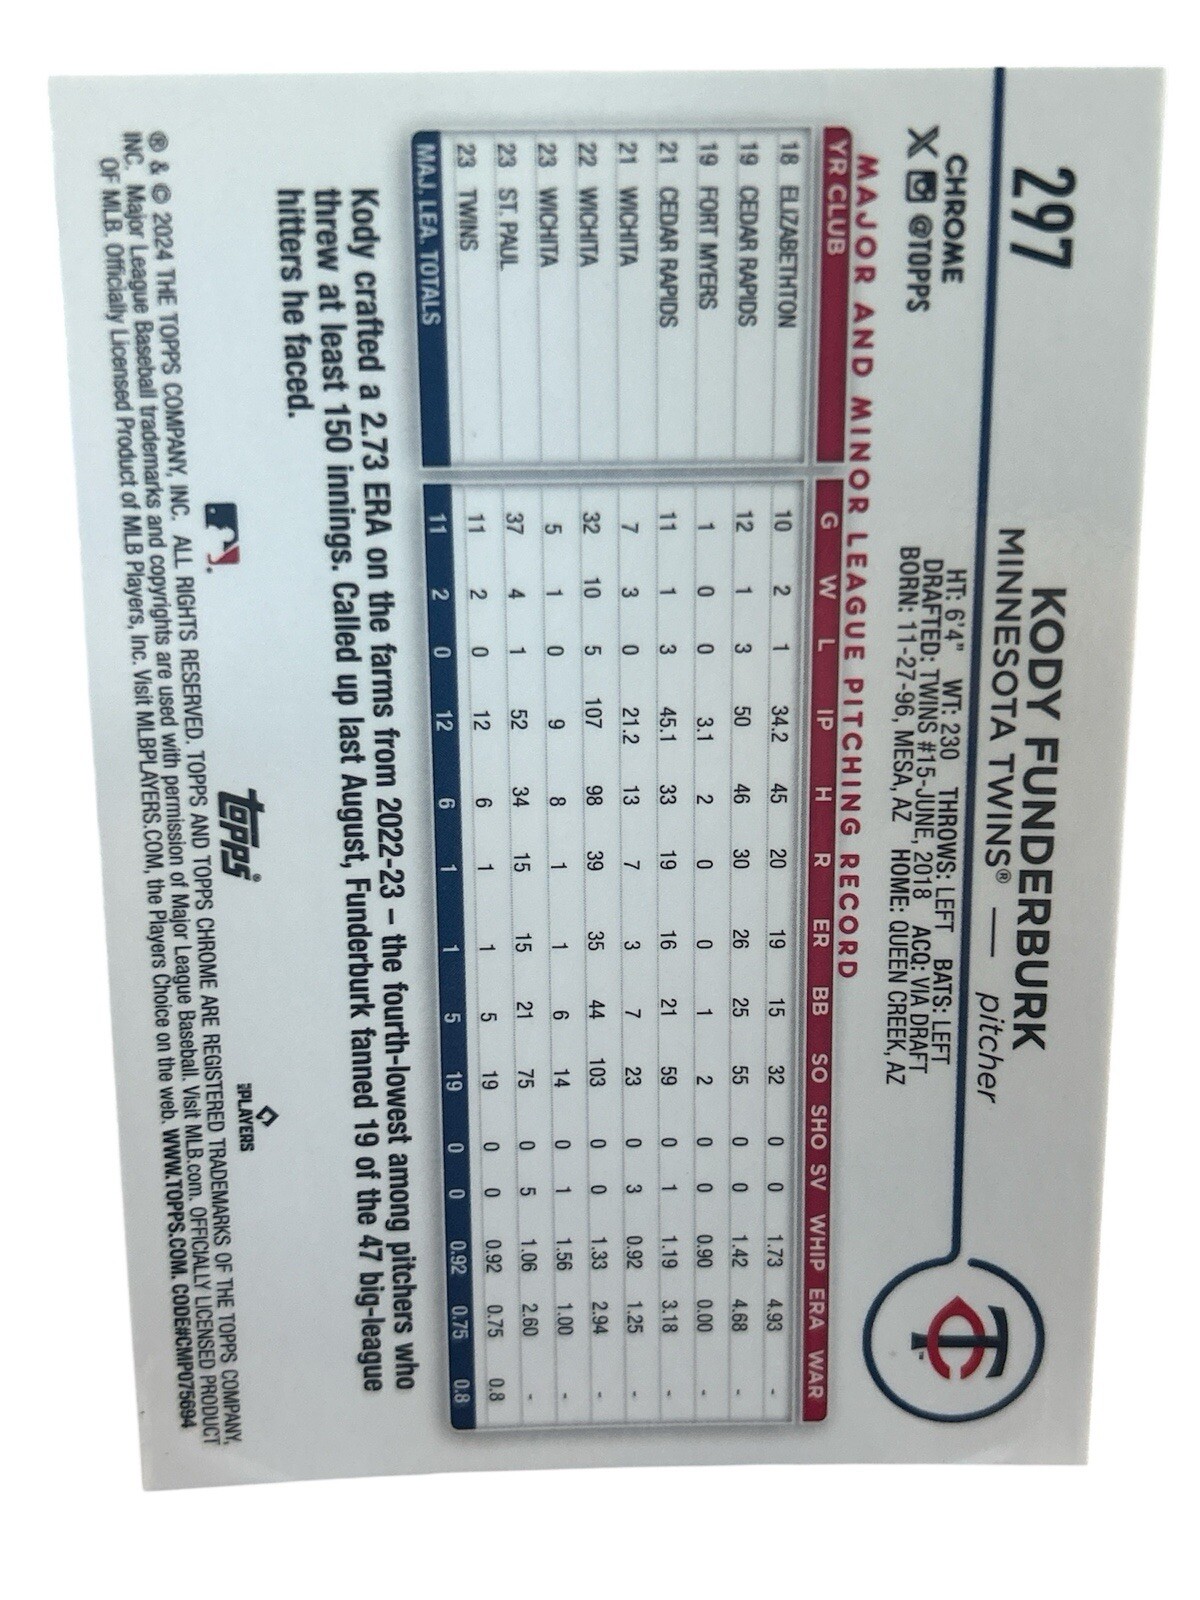 297
KODY FUNDERBURK
MINNESOTA TWINS® — pitcher
CHROME
X @TOPPS
HT: 6'4" WT: 230 THROWS: LEFT BATS: LEFT
DRAFTED: TWINS #15-JUNE, 2018 ACQ: VIA DRAFT
BORN: 11-27-96, MESA, AZ HOME: QUEEN CREEK, AZ
TC™
MAJOR AND MINOR LEAGUE PITCHING RECORD
YR CLUB G W L IP H R ER BB SO SHO SV WHIP ERA WAR
18 ELIZABETHTON 10 2 1 34.2 45 20 19 15 32 0 0 1.73 4.93 -
19 CEDAR RAPIDS 12 1 3 50 46 30 26 25 55 0 0 1.42 4.68 -
19 FORT MYERS 1 0 0 3.1 2 0 0 1 2 0 0 0.90 0.00 -
21 CEDAR RAPIDS 11 1 3 45.1 33 19 16 21 59 0 1 1.19 3.18 -
21 WICHITA 7 3 0 21.2 13 7 3 7 23 0 3 0.92 1.25 -
22 WICHITA 32 10 5 107 98 39 35 44 103 0 0 1.33 2.94 -
23 WICHITA 5 1 0 9 8 1 1 6 14 0 1 1.56 1.00 -
23 ST. PAUL 37 4 1 52 34 15 15 21 75 0 5 1.06 2.60 -
23 TWINS 11 2 0 12 6 1 1 5 19 0 0 0.92 0.75 0.8
MAJ. LEA. TOTALS 11 2 0 12 6 1 1 5 19 0 0 0.92 0.75 0.8
Kody crafted a 2.73 ERA on the farms from 2022-23 – the fourth-lowest among pitchers who
threw at least 150 innings. Called up last August, Funderburk fanned 19 of the 47 big-league
hitters he faced.
topps®
PLAYERS
® & © 2024 THE TOPPS COMPANY, INC. ALL RIGHTS RESERVED. TOPPS AND TOPPS CHROME ARE REGISTERED TRADEMARKS OF THE TOPPS COMPANY,
INC. Major League Baseball trademarks and copyrights are used with permission of Major League Baseball. Visit MLB.com. OFFICIALLY LICENSED PRODUCT
OF MLB. Officially Licensed Product of MLB Players, Inc. Visit MLBPLAYERS.COM, the Players Choice on the web. WWW.TOPPS.COM. CODE#CMP075694